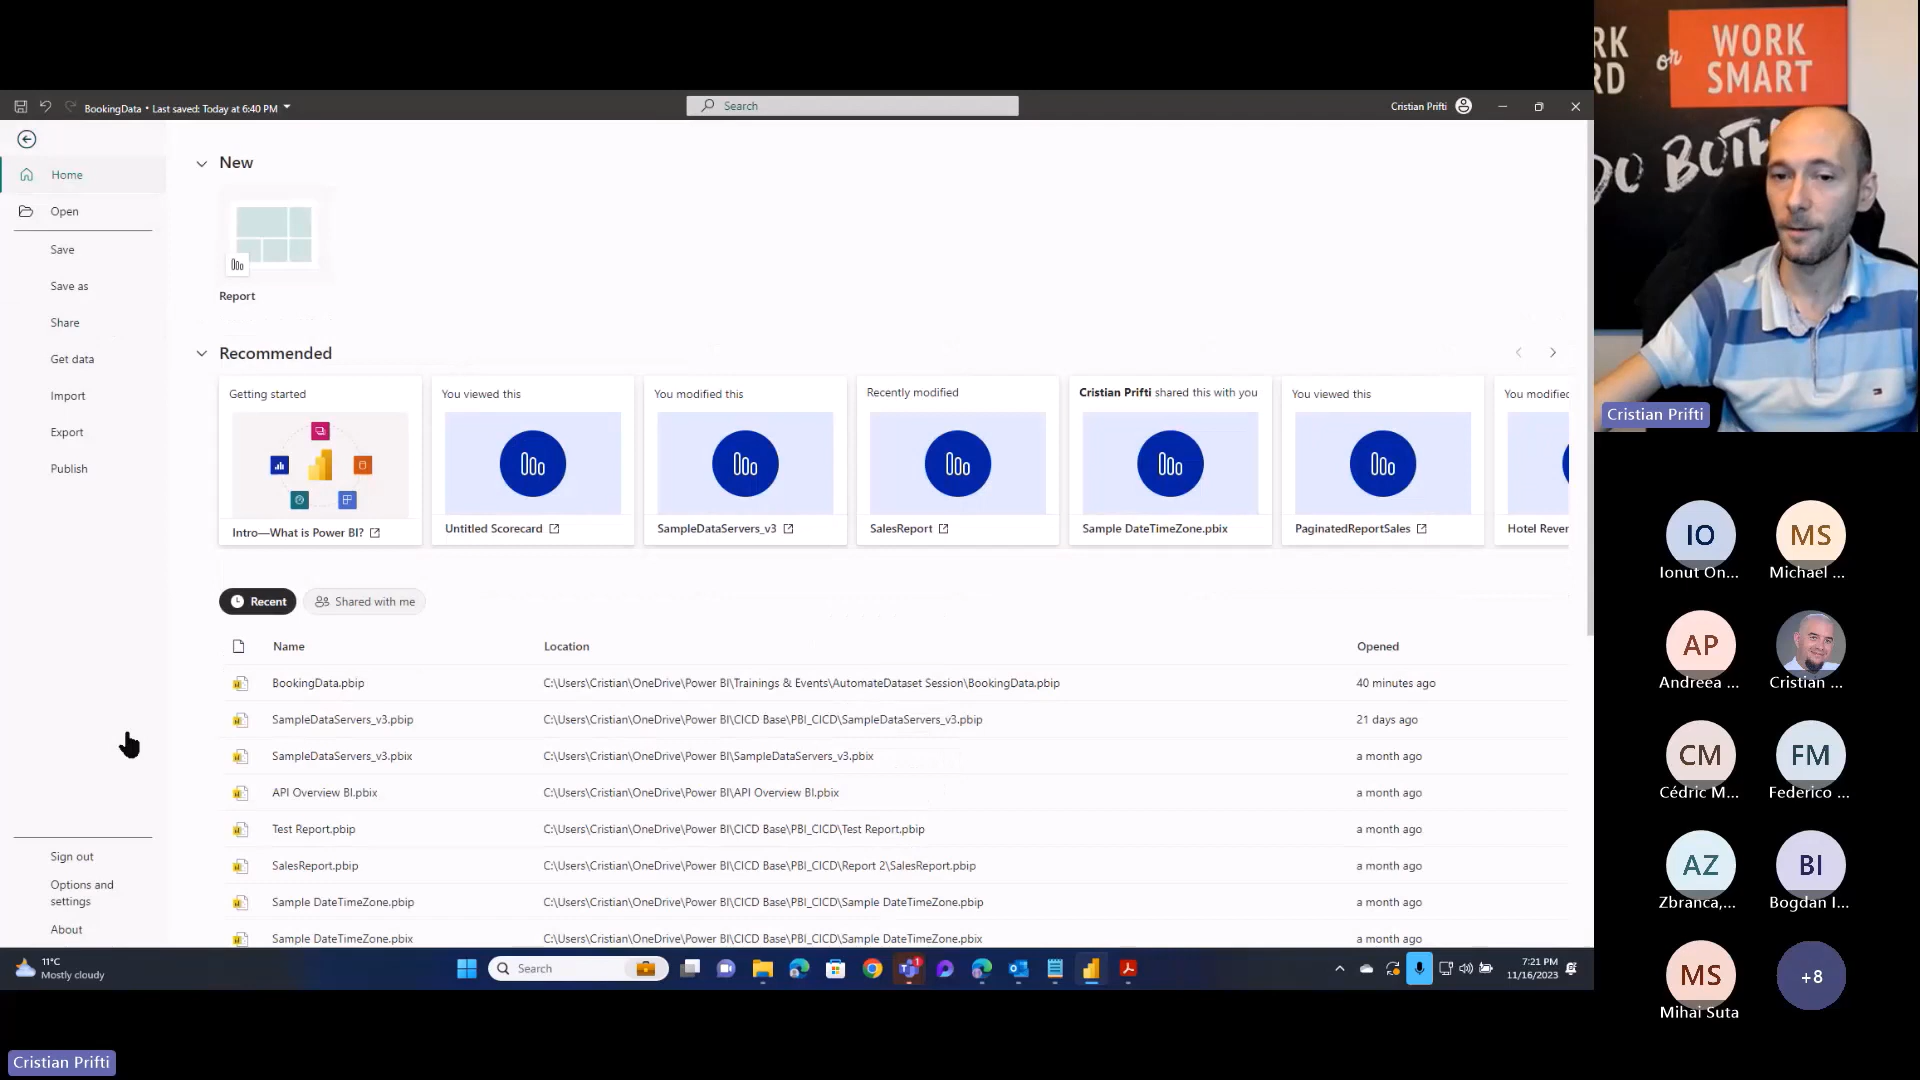 BookingData • Last saved: Today at 6:40 PM
Search
Cristian Prifti
Home
Open
Save
Save as
Share
Get data
Import
Export
Publish
Sign out
Options and
settings
About
New
Report
Recommended
Getting started
Intro—What is Power BI?
You viewed this
Untitled Scorecard
You modified this
SampleDataServers_v3
Recently modified
SalesReport
Cristian Prifti shared this with you
Sample DateTimeZone.pbix
You viewed this
PaginatedReportSales
You modified
Hotel Rever
Recent
Shared with me
Name Location Opened
BookingData.pbip C:\Users\Cristian\OneDrive\Power BI\Trainings & Events\AutomateDataset Session\BookingData.pbip 40 minutes ago
SampleDataServers_v3.pbip C:\Users\Cristian\OneDrive\Power BI\CICD Base\PBI_CICD\SampleDataServers_v3.pbip 21 days ago
SampleDataServers_v3.pbix C:\Users\Cristian\OneDrive\Power BI\SampleDataServers_v3.pbix a month ago
API Overview BI.pbix C:\Users\Cristian\OneDrive\Power BI\API Overview BI.pbix a month ago
Test Report.pbip C:\Users\Cristian\OneDrive\Power BI\CICD Base\PBI_CICD\Test Report.pbip a month ago
SalesReport.pbip C:\Users\Cristian\OneDrive\Power BI\CICD Base\PBI_CICD\Report 2\SalesReport.pbip a month ago
Sample DateTimeZone.pbip C:\Users\Cristian\OneDrive\Power BI\CICD Base\PBI_CICD\Sample DateTimeZone.pbip a month ago
Sample DateTimeZone.pbix C:\Users\Cristian\OneDrive\Power BI\CICD Base\PBI_CICD\Sample DateTimeZone.pbix a month ago
11°C
Mostly cloudy
Search
1
7:21 PM
11/16/2023
RK
RD
or
WORK
SMART
DO BOTH
Cristian Prifti
IO
Ionut On...
MS
Michael ...
AP
Andreea ...
Cristian ...
CM
Cédric M...
FM
Federico ...
AZ
Zbranca,...
BI
Bogdan I...
MS
Mihai Suta
+8
Cristian Prifti